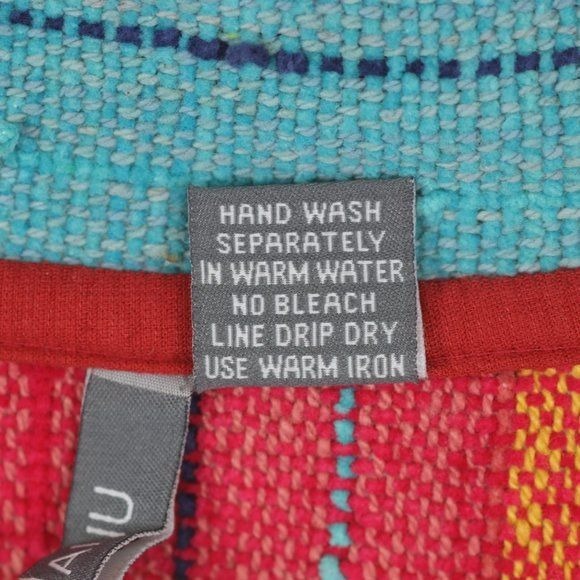 HAND WASH
SEPARATELY
IN WARM WATER
NO BLEACH
LINE DRIP DRY
USE WARM IRON